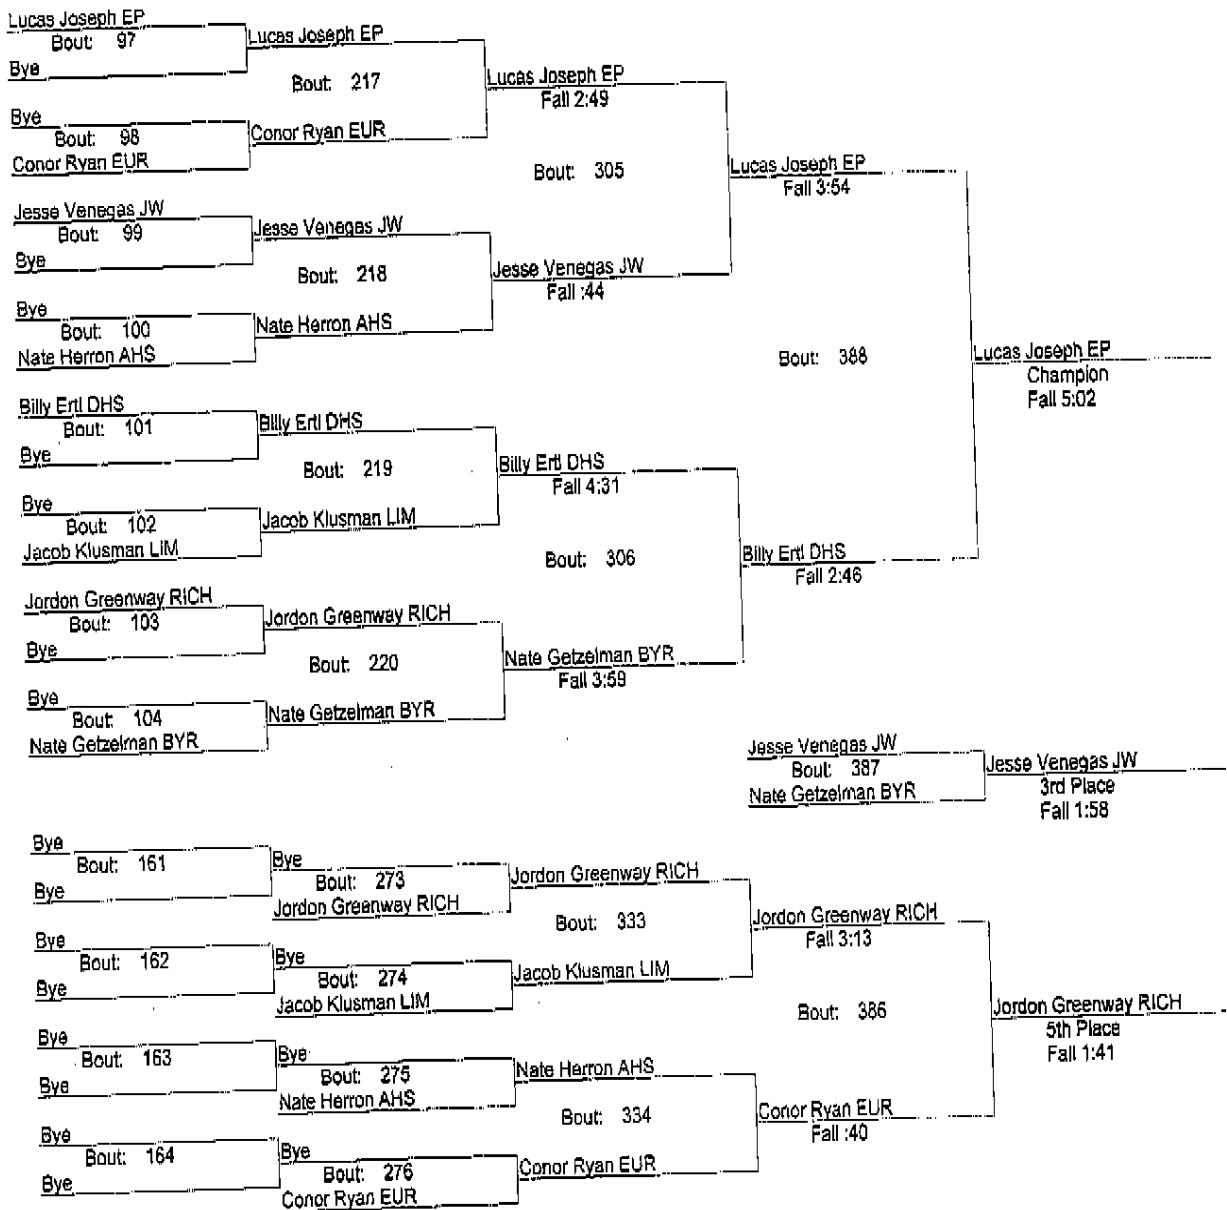 Lucas Joseph EP
Bout: 97
Bye
Lucas Joseph EP
Bout: 217
Bye
Bout: 98
Conor Ryan EUR
Conor Ryan EUR
Lucas Joseph EP
Fall 2:49
Bout: 305
Jesse Venegas JW
Bout: 99
Bye
Jesse Venegas JW
Bout: 218
Bye
Bout: 100
Nate Herron AHS
Nate Herron AHS
Jesse Venegas JW
Fall :44
Lucas Joseph EP
Fall 3:54
Bout: 388
Lucas Joseph EP
Champion
Fall 5:02
Billy Ertl DHS
Bout: 101
Bye
Billy Ertl DHS
Bout: 219
Bye
Bout: 102
Jacob Klusman LIM
Jacob Klusman LIM
Billy Ertl DHS
Fall 4:31
Bout: 306
Billy Ertl DHS
Fall 2:46
Jordon Greenway RICH
Bout: 103
Bye
Jordon Greenway RICH
Bout: 220
Bye
Bout: 104
Nate Getzelman BYR
Nate Getzelman BYR
Nate Getzelman BYR
Fall 3:59
Jesse Venegas JW
Bout: 387
Nate Getzelman BYR
Jesse Venegas JW
3rd Place
Fall 1:58
Bye
Bout: 161
Bye
Bye
Bout: 273
Jordon Greenway RICH
Jordon Greenway RICH
Bout: 333
Bye
Bout: 162
Bye
Bye
Bout: 274
Jacob Klusman LIM
Jacob Klusman LIM
Jordon Greenway RICH
Fall 3:13
Bout: 386
Jordon Greenway RICH
5th Place
Fall 1:41
Bye
Bout: 163
Bye
Bye
Bout: 275
Nate Herron AHS
Nate Herron AHS
Bout: 334
Bye
Bout: 164
Bye
Bye
Bout: 276
Conor Ryan EUR
Conor Ryan EUR
Conor Ryan EUR
Fall :40